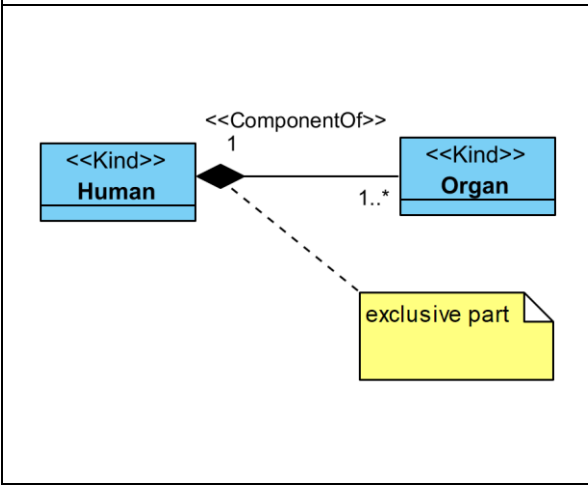 <<ComponentOf>>
1
<<Kind>>
Human
<<Kind>>
Organ
1..*
exclusive part